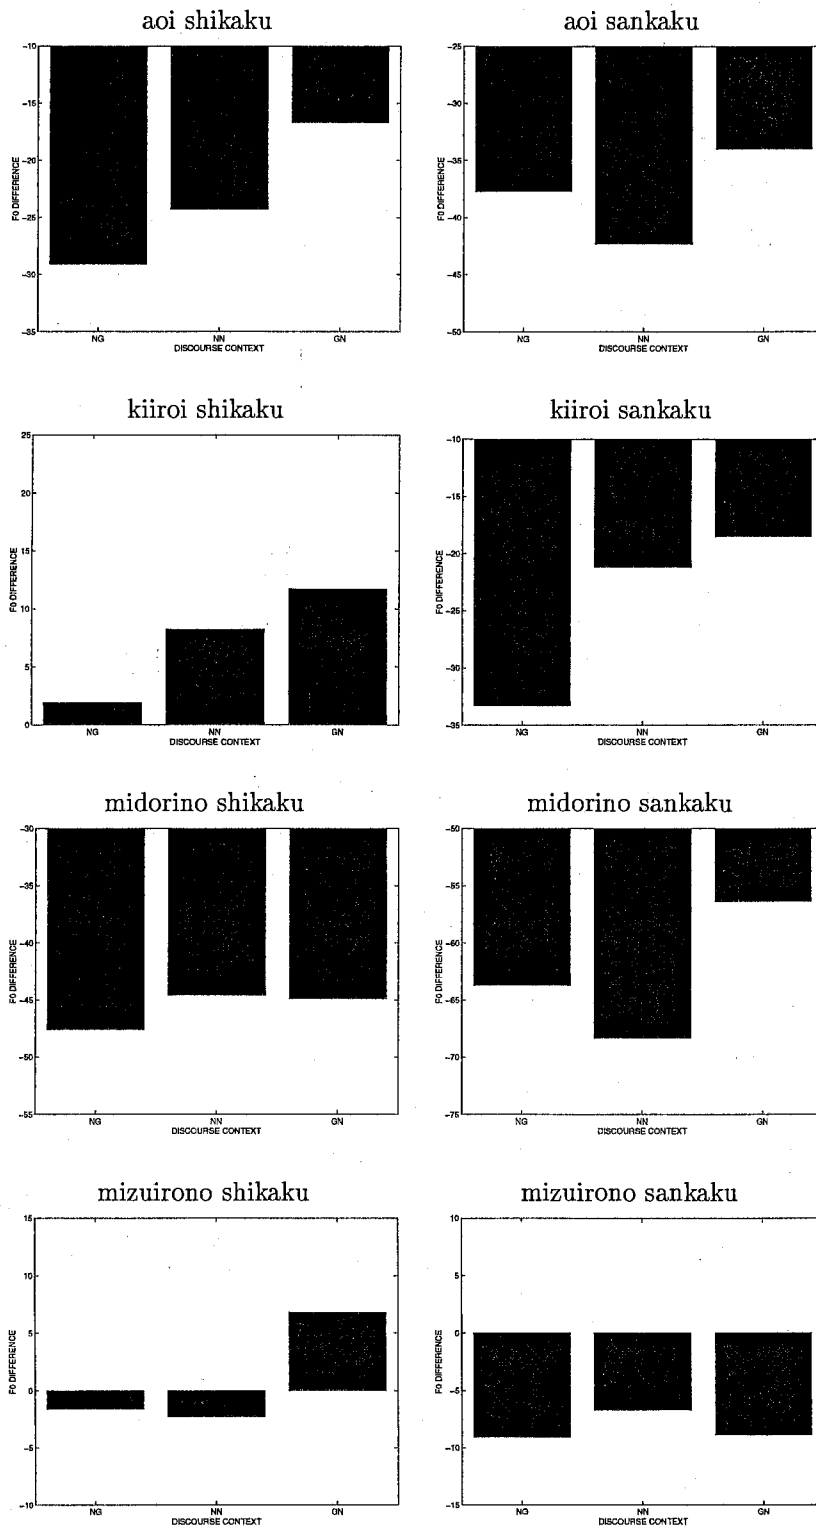 aoi shikaku
-10
-15
-20
-25
-30
-35
F0 DIFFERENCE
NG NN GN
DISCOURSE CONTEXT
aoi sankaku
-25
-30
-35
-40
-45
-50
F0 DIFFERENCE
NG NN GN
DISCOURSE CONTEXT
kiiroi shikaku
25
20
15
10
5
0
F0 DIFFERENCE
NG NN GN
DISCOURSE CONTEXT
kiiroi sankaku
-10
-15
-20
-25
-30
-35
F0 DIFFERENCE
NG NN GN
DISCOURSE CONTEXT
midorino shikaku
-30
-35
-40
-45
-50
-55
F0 DIFFERENCE
NG NN GN
DISCOURSE CONTEXT
midorino sankaku
-50
-55
-60
-65
-70
-75
F0 DIFFERENCE
NG NN GN
DISCOURSE CONTEXT
mizuirono shikaku
15
10
5
0
-5
-10
F0 DIFFERENCE
NG NN GN
DISCOURSE CONTEXT
mizuirono sankaku
10
5
0
-5
-10
-15
F0 DIFFERENCE
NG NN GN
DISCOURSE CONTEXT